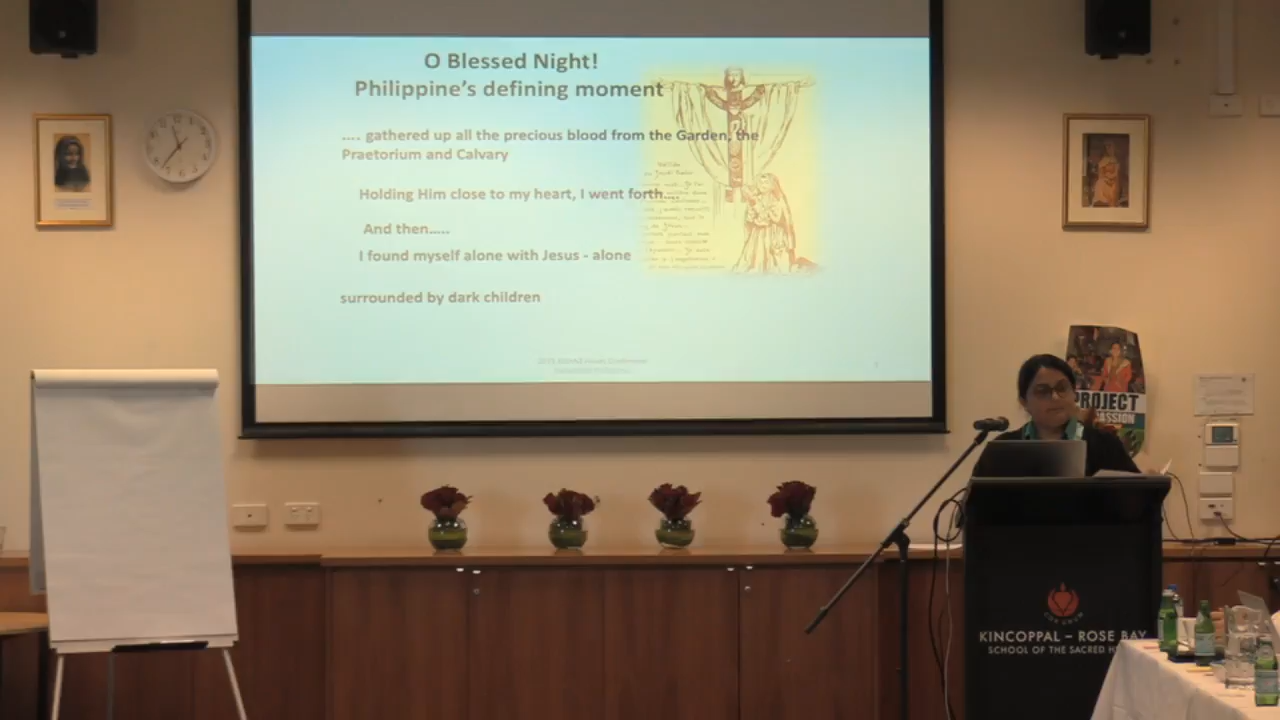 O Blessed Night!
Philippine's defining moment
.... gathered up all the precious blood from the Garden, the
Praetorium and Calvary
Holding Him close to my heart, I went forth....
And then.....
I found myself alone with Jesus - alone
surrounded by dark children
PROJECT
KINCOPPAL – ROSE BAY
SCHOOL OF THE SACRED